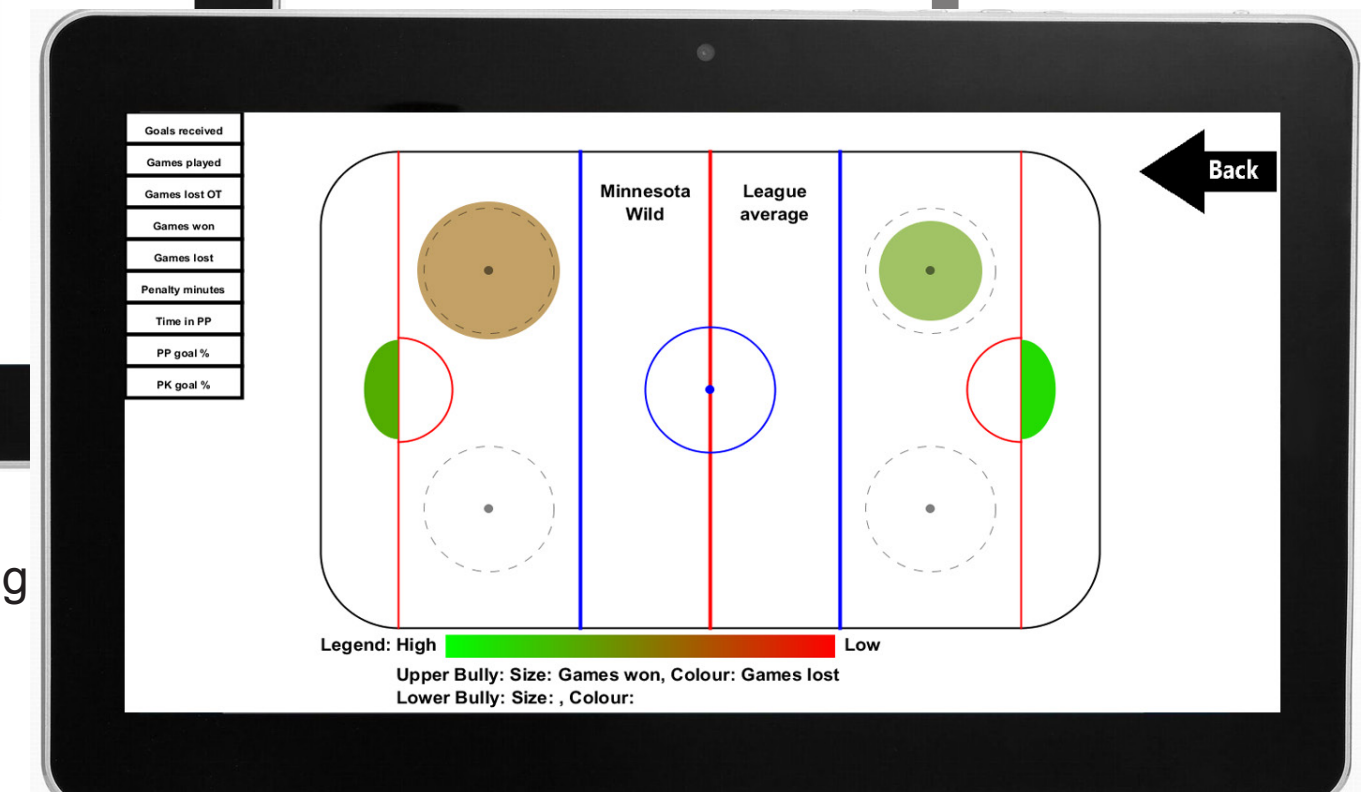 Goals received
Games played
Games lost OT
Games won
Games lost
Penalty minutes
Time in PP
PP goal %
PK goal %
Minnesota
Wild
League
average
Back
g
Legend: High
Low
Upper Bully: Size: Games won, Colour: Games lost
Lower Bully: Size: , Colour: